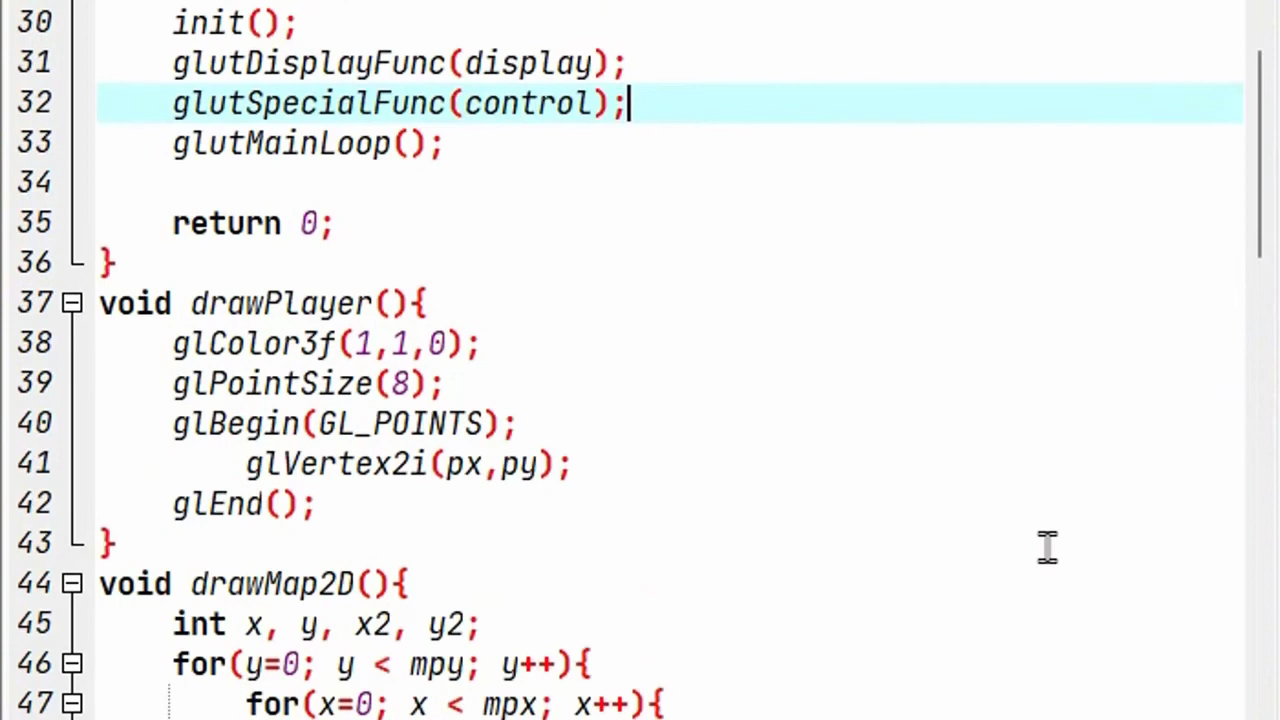 30 init();
31 glutDisplayFunc(display);
32 glutSpecialFunc(control);
33 glutMainLoop();
34
35 return 0;
36 }
37 void drawPlayer(){
38 glColor3f(1,1,0);
39 glPointSize(8);
40 glBegin(GL_POINTS);
41 glVertex2i(px,py);
42 glEnd();
43 }
44 void drawMap2D(){
45 int x, y, x2, y2;
46 for(y=0; y < mpy; y++){
47 for(x=0; x < mpx; x++){